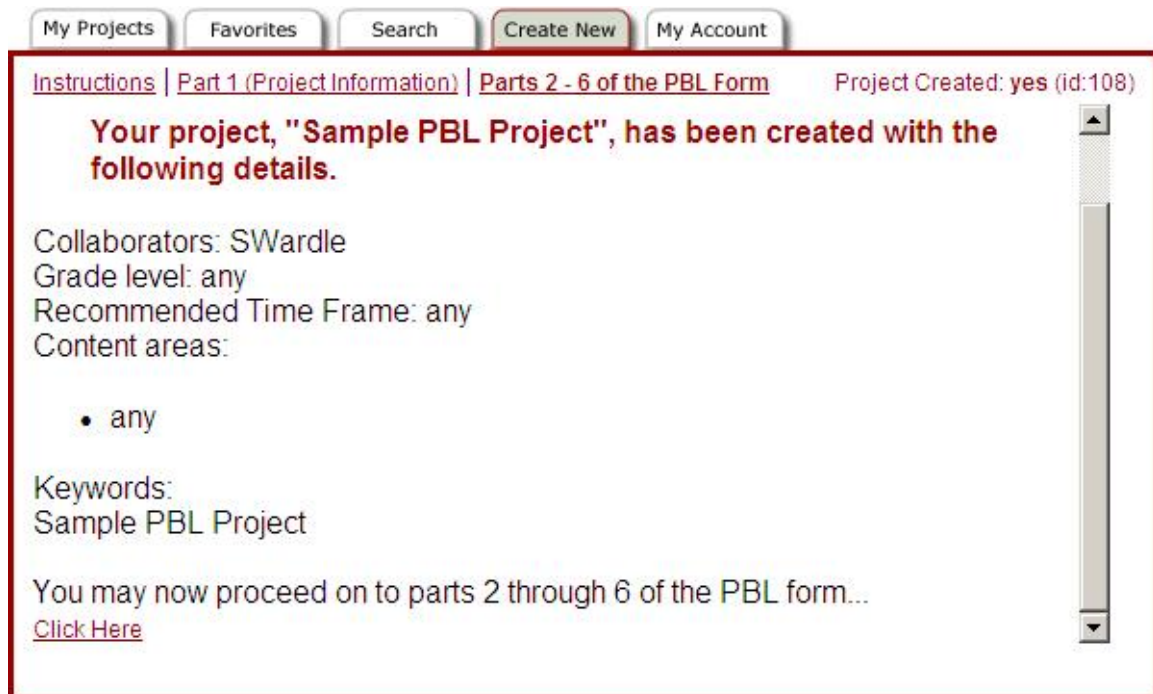 My Projects Favorites Search Create New My Account
Instructions | Part 1 (Project Information) | Parts 2 - 6 of the PBL Form Project Created: yes (id:108)
Your project, "Sample PBL Project", has been created with the
following details.
Collaborators: SWardle
Grade level: any
Recommended Time Frame: any
Content areas:
• any
Keywords:
Sample PBL Project
You may now proceed on to parts 2 through 6 of the PBL form...
Click Here